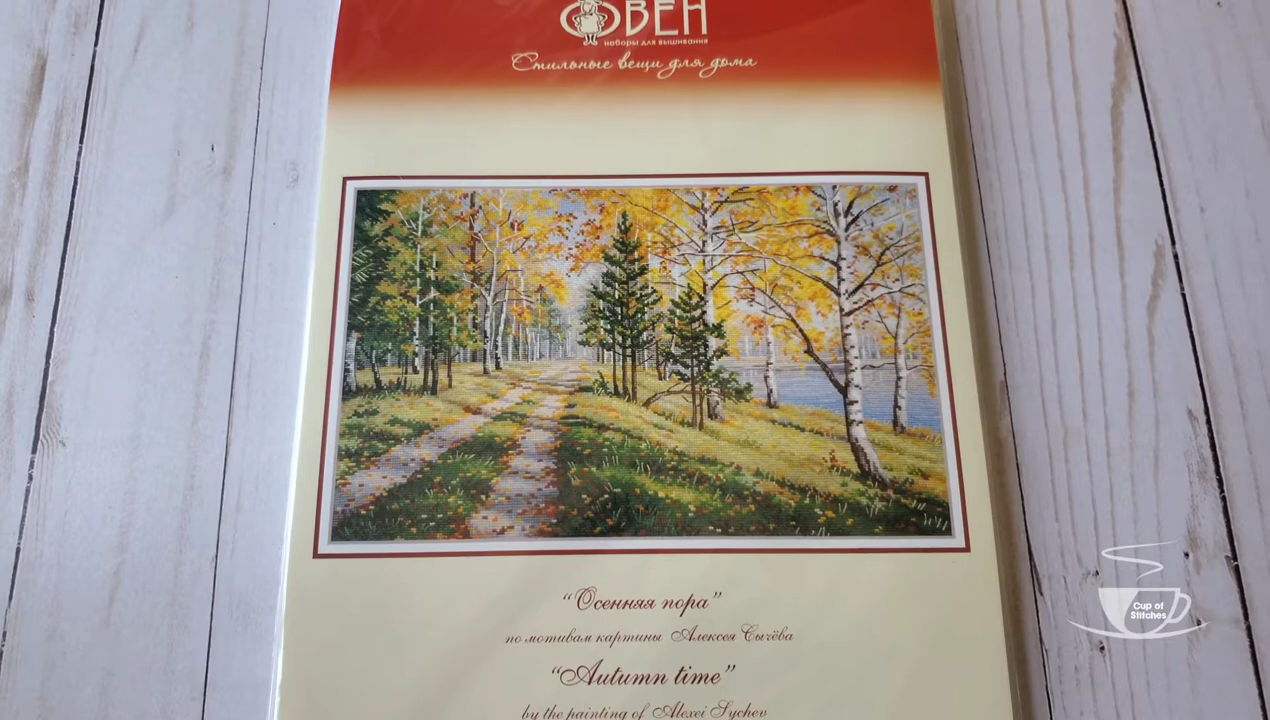 ОВЕН
наборы для вышивания
Стильные вещи для дома
“Осенняя пора”
по мотивам картины Алексея Сычёва
“Autumn time”
by the painting of Alexei Sychev
Cup of
Stitches